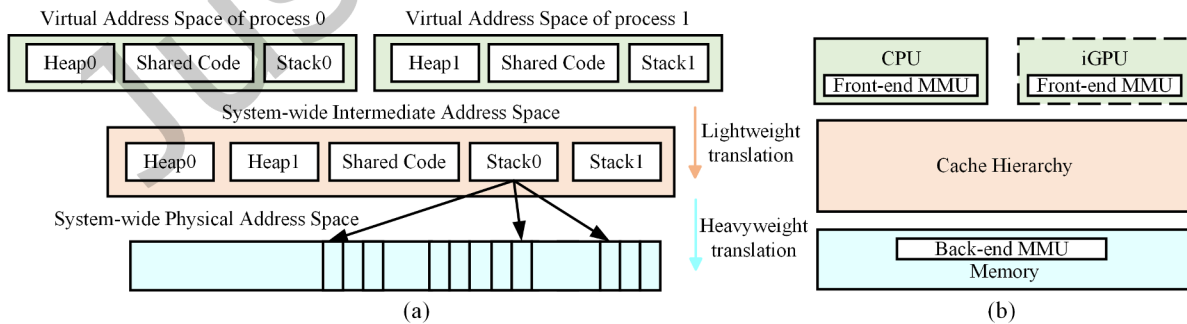 Virtual Address Space of process 0
Virtual Address Space of process 1
Heap0 Shared Code Stack0
Heap1 Shared Code Stack1
System-wide Intermediate Address Space
Heap0 Heap1 Shared Code Stack0 Stack1
Lightweight
translation
System-wide Physical Address Space
Heavyweight
translation
(a)
CPU
Front-end MMU
iGPU
Front-end MMU
Cache Hierarchy
Back-end MMU
Memory
(b)
Jus